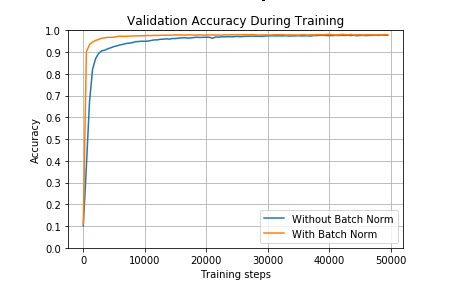 Validation Accuracy During Training
1.0
0.9
0.8
0.7
0.6
0.5
0.4
0.3
0.2
0.1
0.0
Accuracy
Without Batch Norm
With Batch Norm
0 10000 20000 30000 40000 50000
Training steps